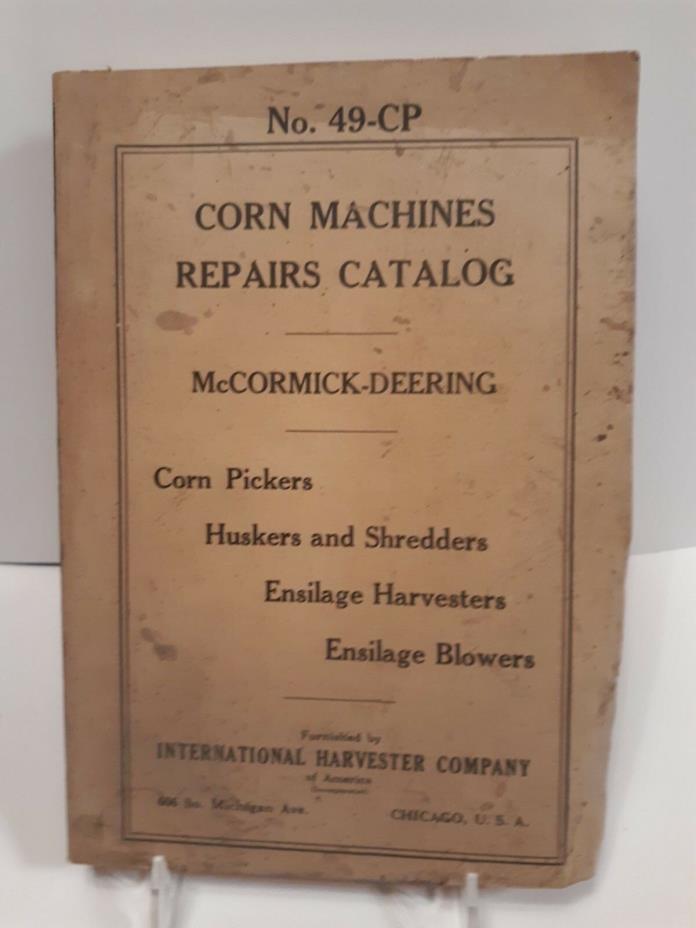 No. 49-CP
CORN MACHINES
REPAIRS CATALOG
McCORMICK-DEERING
Corn Pickers
Huskers and Shredders
Ensilage Harvesters
Ensilage Blowers
Furnished by
INTERNATIONAL HARVESTER COMPANY
of America
(Incorporated)
606 So. Michigan Ave. CHICAGO, U. S. A.